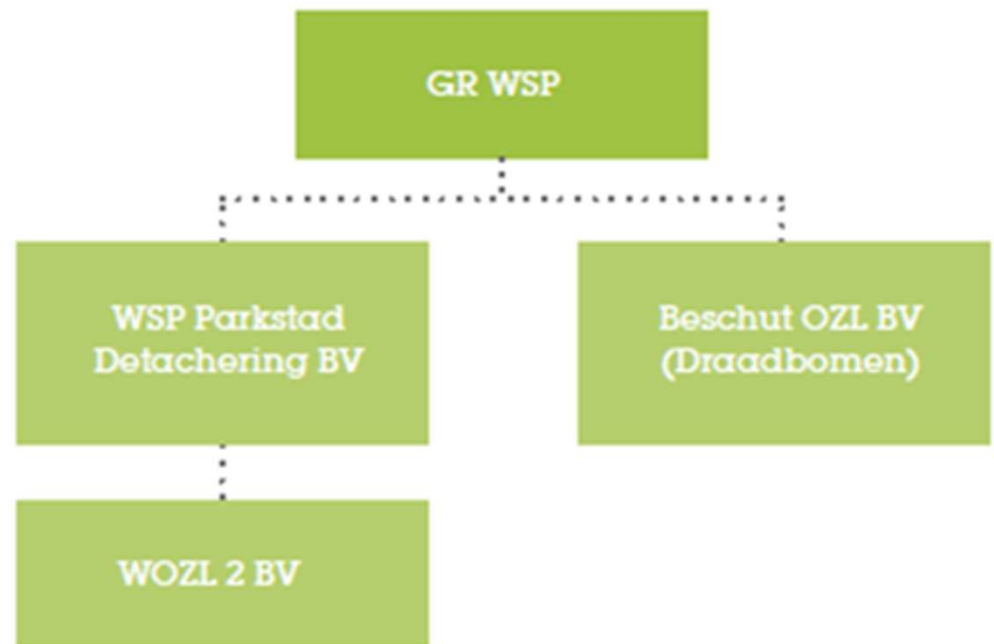 GR WSP
WSP Parkstad
Detachering BV
Beschut OZL BV
(Draadbomen)
WOZL 2 BV